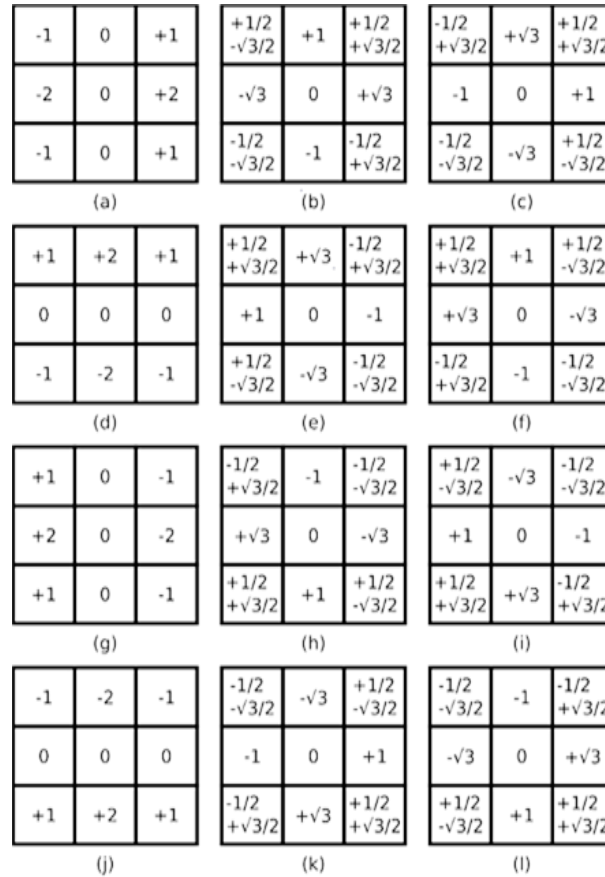 -1 0 +1 +1/2 -√3/2 +1 +1/2 +√3/2 -1/2 +√3/2 +√3 +1/2 +√3/2
-2 0 +2 -√3 0 +√3 -1 0 +1
-1 0 +1 -1/2 -√3/2 -1 -1/2 +√3/2 -1/2 -√3/2 -√3 +1/2 -√3/2
(a) (b) (c)
+1 +2 +1 +1/2 +√3/2 +√3 -1/2 +√3/2 +1/2 +√3/2 +1 +1/2 -√3/2
0 0 0 +1 0 -1 +√3 0 -√3
-1 -2 -1 +1/2 -√3/2 -√3 -1/2 -√3/2 -1/2 +√3/2 -1 -1/2 -√3/2
(d) (e) (f)
+1 0 -1 -1/2 +√3/2 -1 -1/2 -√3/2 +1/2 -√3/2 -√3 -1/2 -√3/2
+2 0 -2 +√3 0 -√3 +1 0 -1
+1 0 -1 +1/2 +√3/2 +1 +1/2 -√3/2 +1/2 +√3/2 +√3 -1/2 +√3/2
(g) (h) (i)
-1 -2 -1 -1/2 -√3/2 -√3 +1/2 -√3/2 -1/2 -√3/2 -1 -1/2 +√3/2
0 0 0 -1 0 +1 -√3 0 +√3
+1 +2 +1 -1/2 +√3/2 +√3 +1/2 +√3/2 +1/2 -√3/2 +1 +1/2 +√3/2
(j) (k) (l)